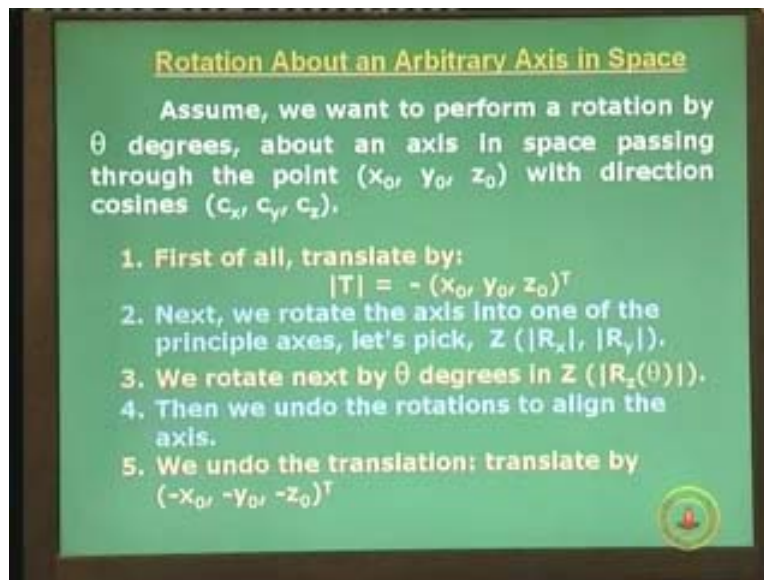 Rotation About an Arbitrary Axis in Space
Assume, we want to perform a rotation by
θ degrees, about an axis in space passing
through the point (x₀, y₀, z₀) with direction
cosines (cₓ, cᵧ, c_z).
1. First of all, translate by:
|T| = - (x₀, y₀, z₀)ᵀ
2. Next, we rotate the axis into one of the
principle axes, let's pick, Z (|Rₓ|, |Rᵧ|).
3. We rotate next by θ degrees in Z (|R_z(θ)|).
4. Then we undo the rotations to align the
axis.
5. We undo the translation: translate by
(-x₀, -y₀, -z₀)ᵀ